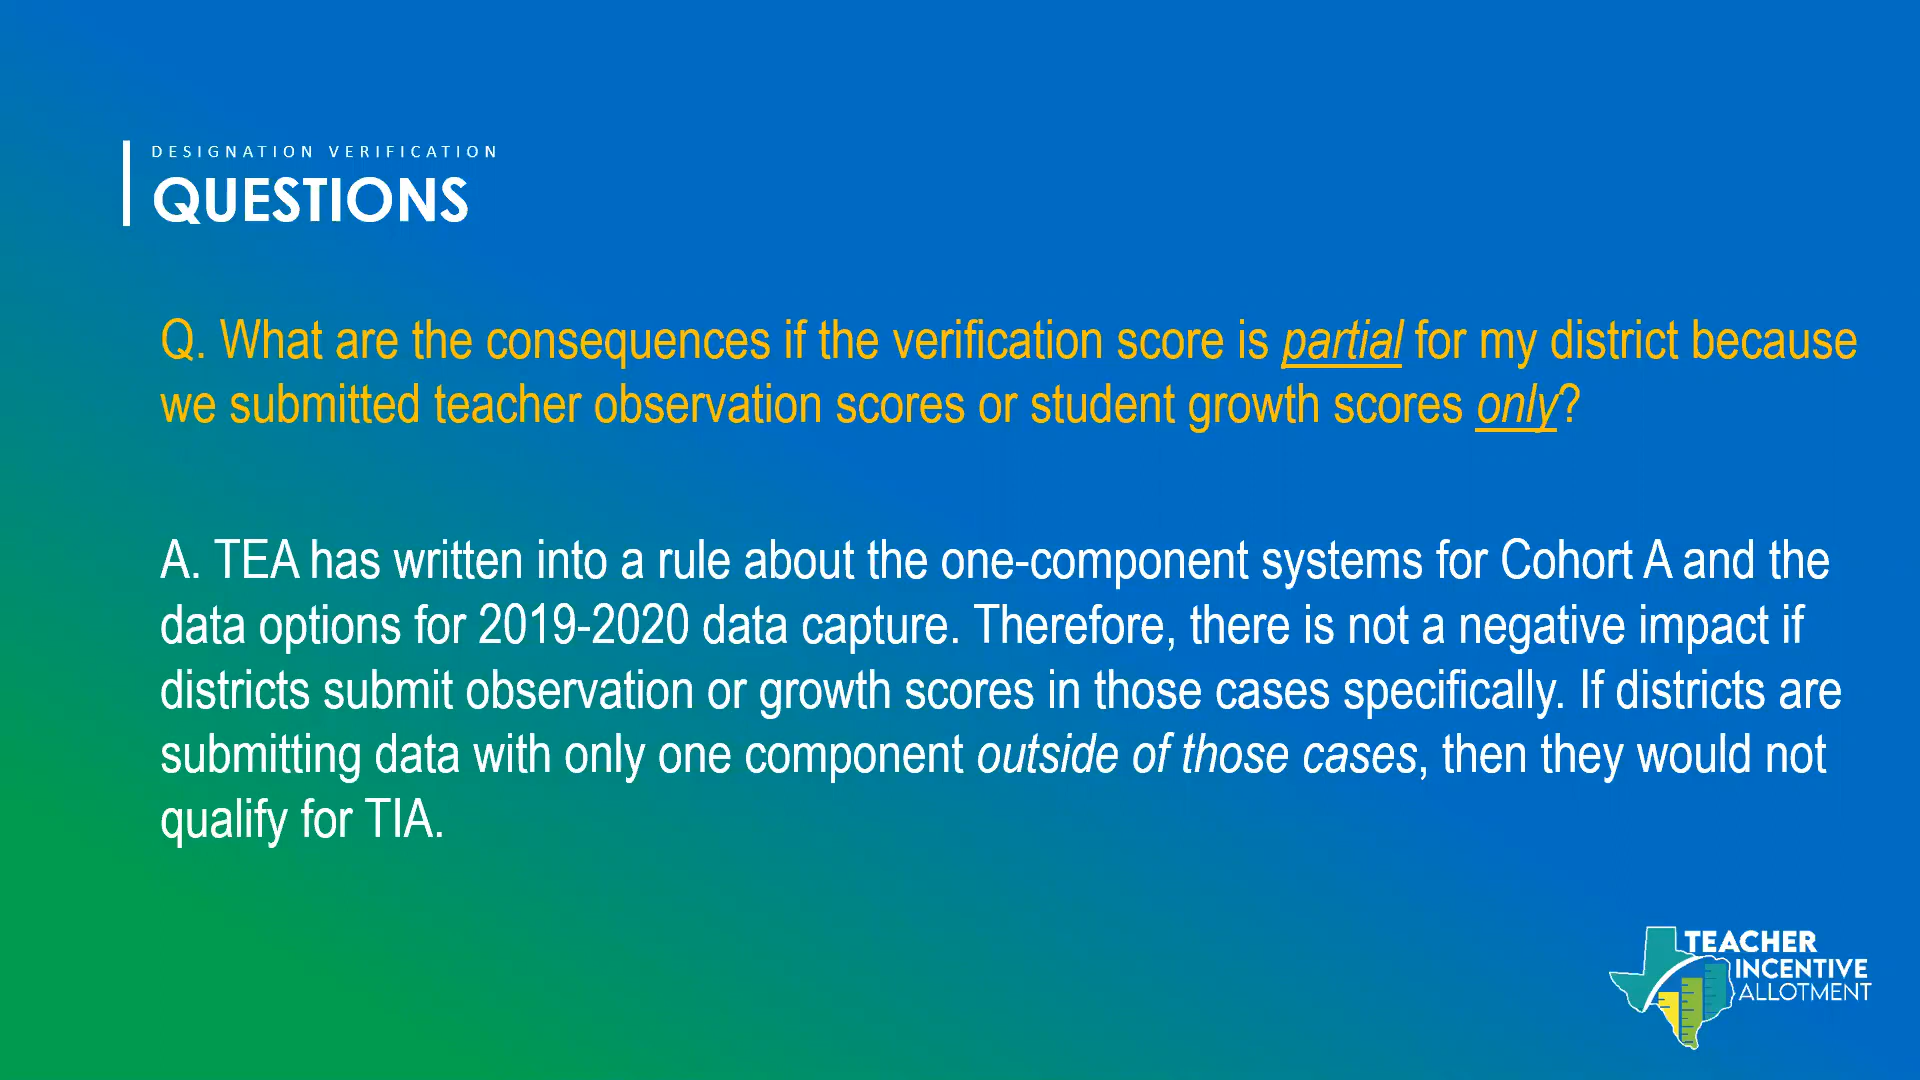 DESIGNATION VERIFICATION
QUESTIONS
Q. What are the consequences if the verification score is partial for my district because
we submitted teacher observation scores or student growth scores only?
A. TEA has written into a rule about the one-component systems for Cohort A and the
data options for 2019-2020 data capture. Therefore, there is not a negative impact if
districts submit observation or growth scores in those cases specifically. If districts are
submitting data with only one component outside of those cases, then they would not
qualify for TIA.
TEACHER
INCENTIVE
ALLOTMENT